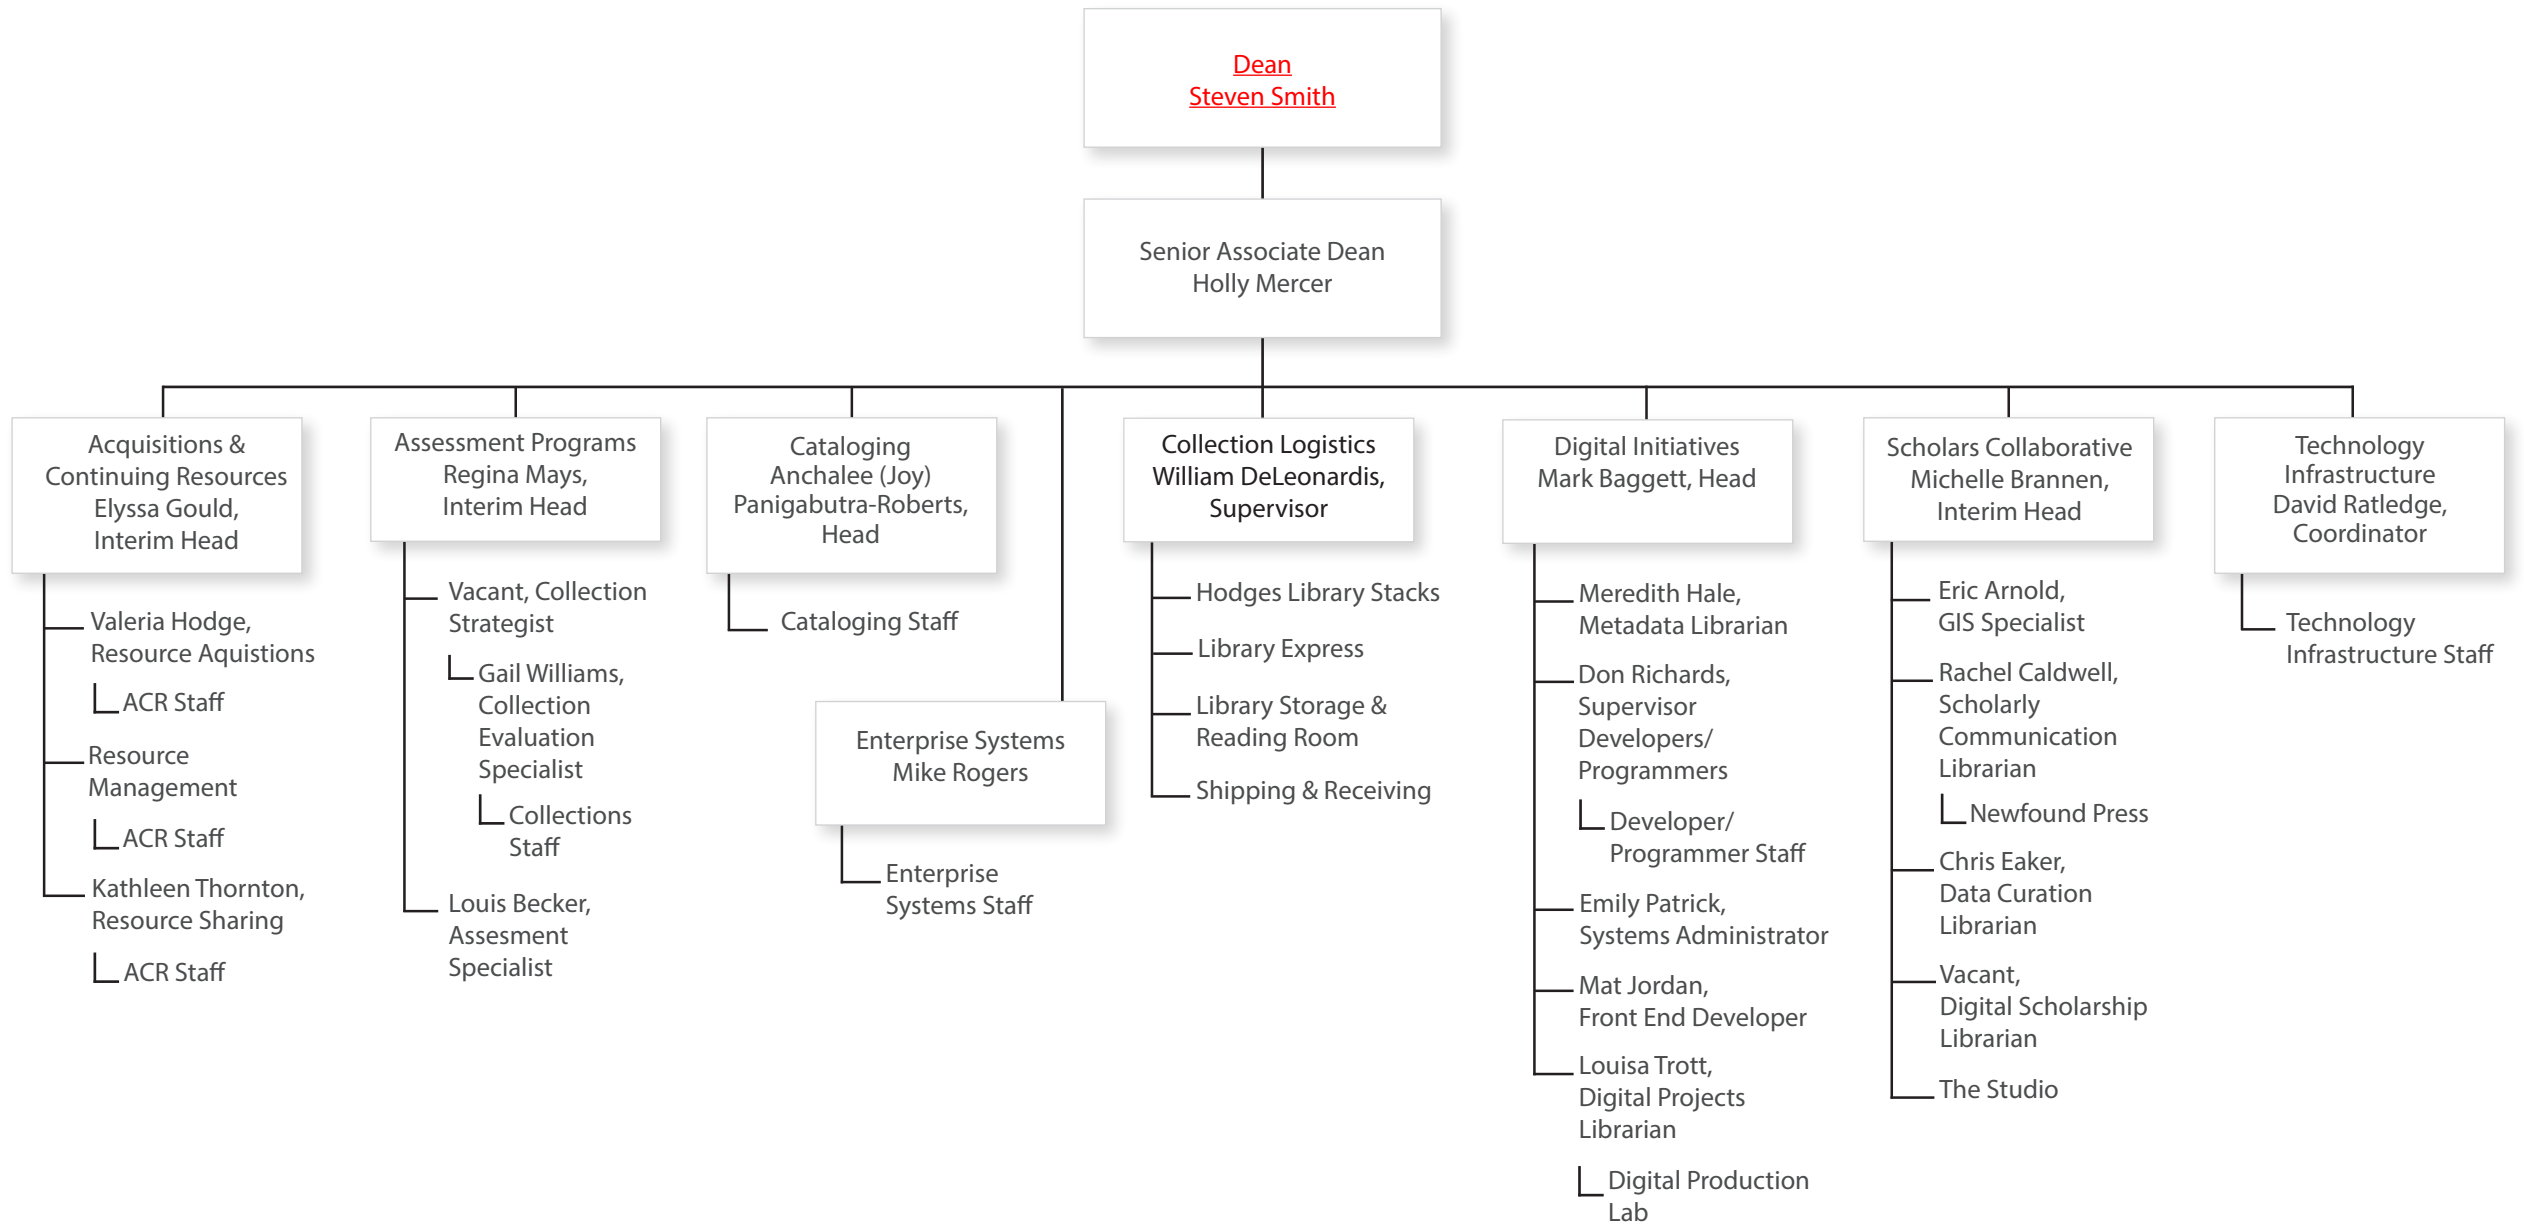 Dean
Steven Smith
Senior Associate Dean
Holly Mercer
Acquisitions &
Continuing Resources
Elyssa Gould,
Interim Head
Valeria Hodge,
Resource Aquistions
ACR Staff
Resource
Management
ACR Staff
Kathleen Thornton,
Resource Sharing
ACR Staff
Assessment Programs
Regina Mays,
Interim Head
Vacant, Collection
Strategist
Gail Williams,
Collection
Evaluation
Specialist
Collections
Staff
Louis Becker,
Assesment
Specialist
Cataloging
Anchalee (Joy)
Panigabutra-Roberts,
Head
Cataloging Staff
Enterprise Systems
Mike Rogers
Enterprise
Systems Staff
Collection Logistics
William DeLeonardis,
Supervisor
Hodges Library Stacks
Library Express
Library Storage &
Reading Room
Shipping & Receiving
Digital Initiatives
Mark Baggett, Head
Meredith Hale,
Metadata Librarian
Don Richards,
Supervisor
Developers/
Programmers
Developer/
Programmer Staff
Emily Patrick,
Systems Administrator
Mat Jordan,
Front End Developer
Louisa Trott,
Digital Projects
Librarian
Digital Production
Lab
Scholars Collaborative
Michelle Brannen,
Interim Head
Eric Arnold,
GIS Specialist
Rachel Caldwell,
Scholarly
Communication
Librarian
Newfound Press
Chris Eaker,
Data Curation
Librarian
Vacant,
Digital Scholarship
Librarian
The Studio
Technology
Infrastructure
David Ratledge,
Coordinator
Technology
Infrastructure Staff